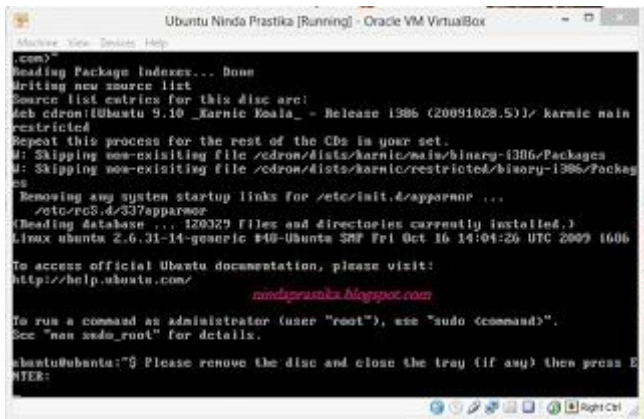 Ubuntu Ninda Prastika [Running] - Oracle VM VirtualBox
Machine View Devices Help
.com)"
Reading Package Indexes... Done
Writing new source list
Source list entries for this disc are:
deb cdrom:[Ubuntu 9.10 _Karmic Koala_ - Release i386 (20091028.5)]/ karmic main
restricted
Repeat this process for the rest of the CDs in your set.
W: Skipping non-exisiting file /cdrom/dists/karmic/main/binary-i386/Packages
W: Skipping non-exisiting file /cdrom/dists/karmic/restricted/binary-i386/Packag
es
Removing any system startup links for /etc/init.d/apparmor ...
/etc/rcS.d/S37apparmor
(Reading database ... 120329 files and directories currently installed.)
Linux ubuntu 2.6.31-14-generic #48-Ubuntu SMP Fri Oct 16 14:04:26 UTC 2009 i686
To access official Ubuntu documentation, please visit:
http://help.ubuntu.com/
nindaprastika.blogspot.com
To run a command as administrator (user "root"), use "sudo <command>".
See "man sudo_root" for details.
ubuntu@ubuntu:~$ Please remove the disc and close the tray (if any) then press E
NTER:
Right Ctrl